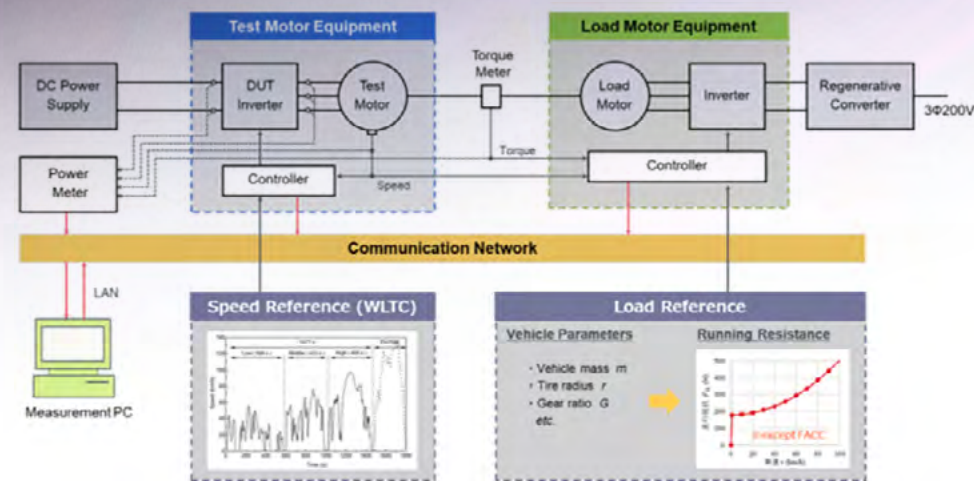 Test Motor Equipment
Load Motor Equipment
DC Power
Supply
DUT
Inverter
Test
Motor
Torque
Meter
Load
Motor
Inverter
Regenerative
Converter
3Φ200V
Power
Meter
Controller
Speed
Torque
Controller
Communication Network
LAN
Measurement PC
Speed Reference (WLTC)
Load Reference
Vehicle Parameters
· Vehicle mass m
· Tire radius r
· Gear ratio G
etc.
Running Resistance
※except FACC